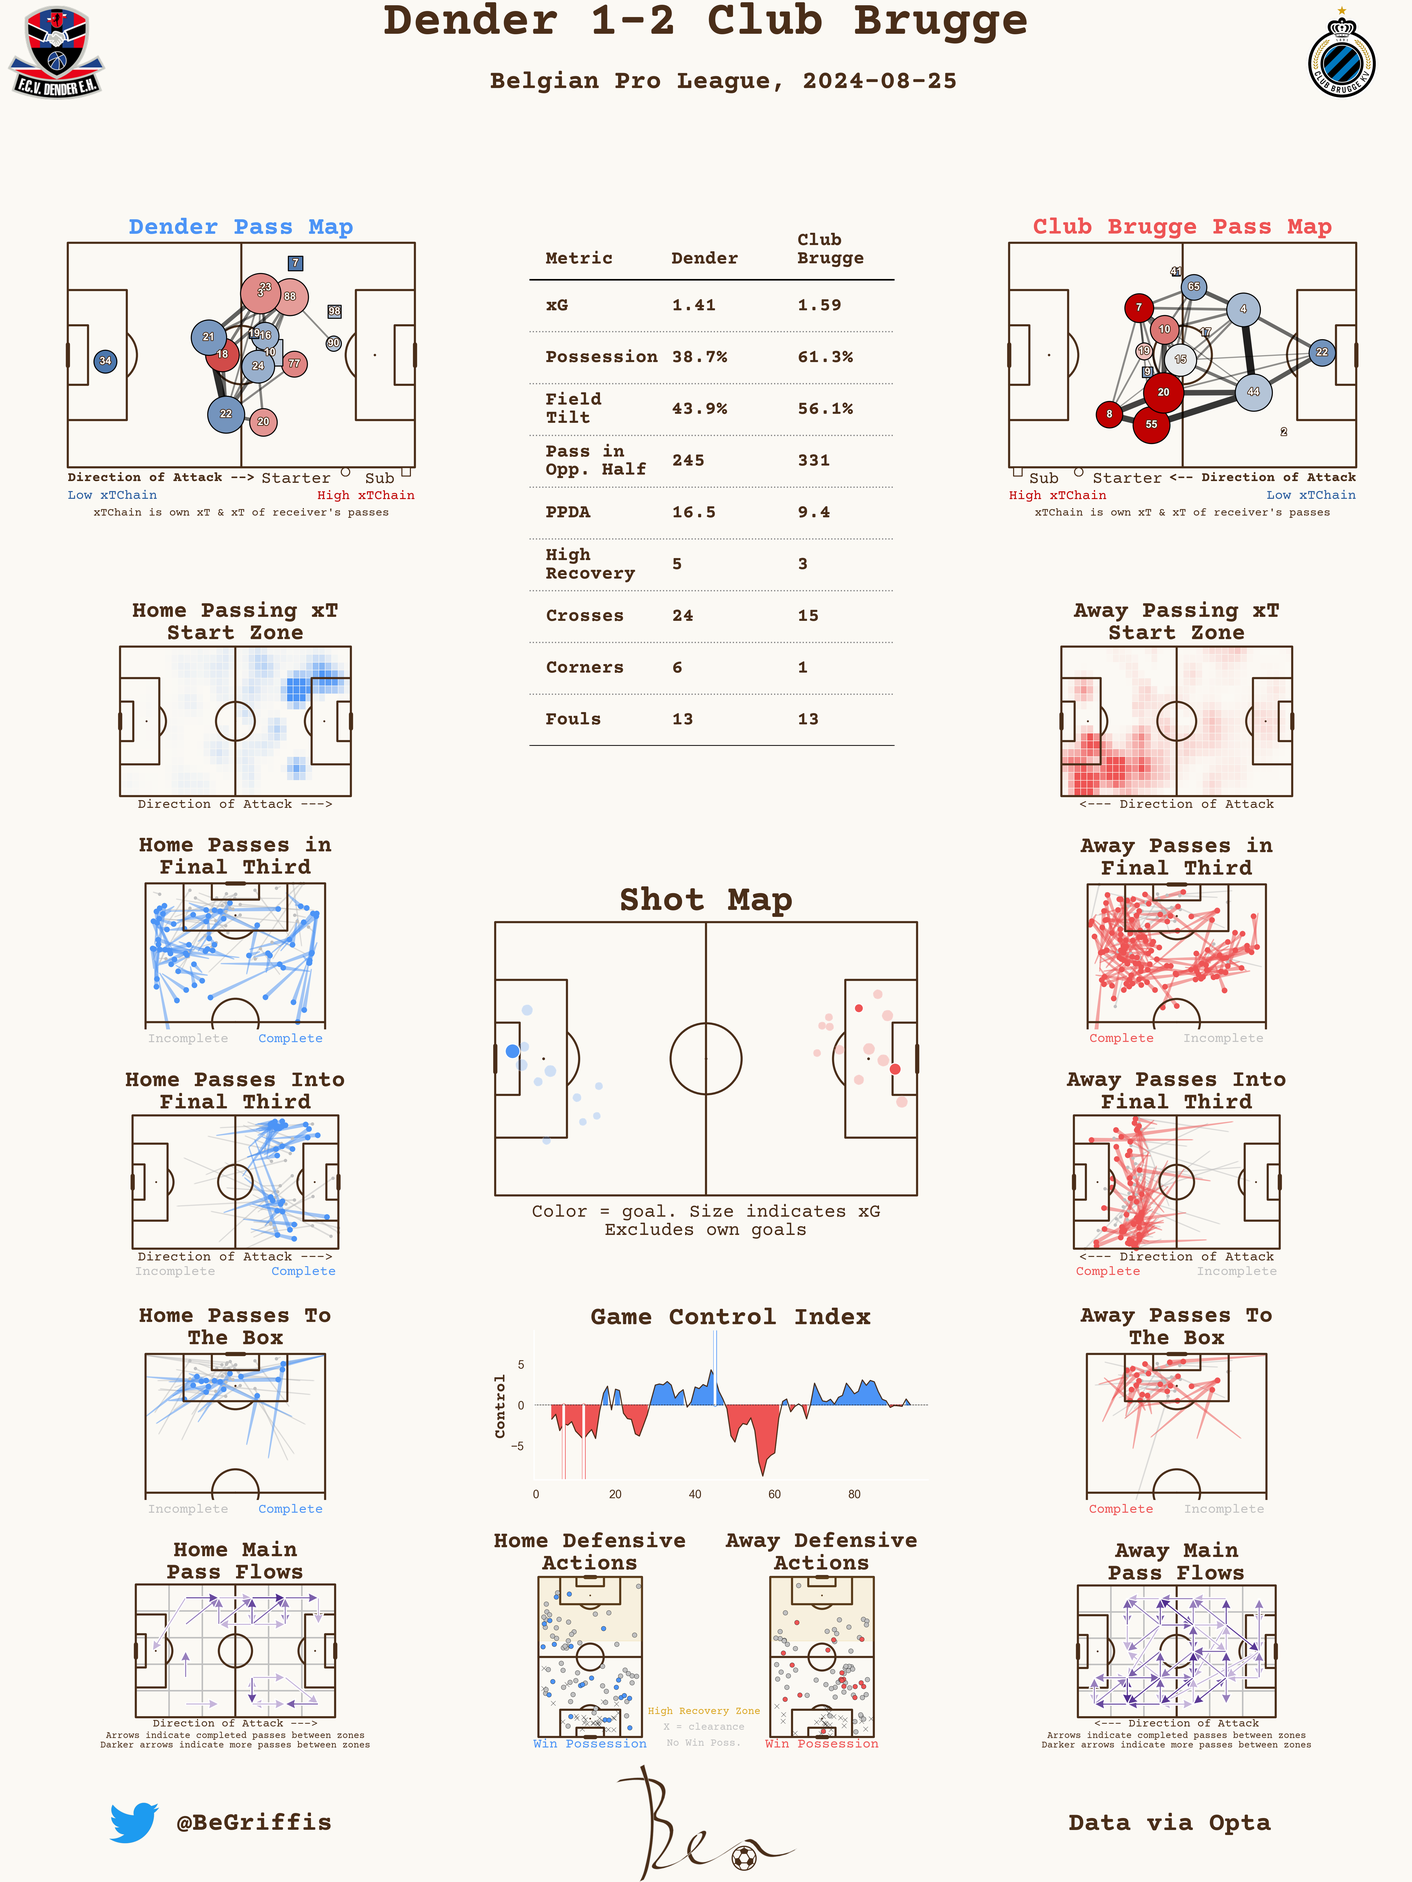 Dender 1-2 Club Brugge
Belgian Pro League, 2024-08-25
F.C.V. DENDER E.H.
CLUB BRUGGE KV
Dender Pass Map
7
23
3
88
98
21
19
16
90
18
10
34
24
77
22
20
Direction of Attack --> Starter Sub
Low xTChain High xTChain
xTChain is own xT & xT of receiver's passes
Metric Dender Club Brugge
xG 1.41 1.59
Possession 38.7% 61.3%
Field Tilt 43.9% 56.1%
Pass in Opp. Half 245 331
PPDA 16.5 9.4
High Recovery 5 3
Crosses 24 15
Corners 6 1
Fouls 13 13
Club Brugge Pass Map
41
65
7
4
10
17
19
15
22
9
20
44
8
55
2
Sub Starter <-- Direction of Attack
High xTChain Low xTChain
xTChain is own xT & xT of receiver's passes
Home Passing xT
Start Zone
Direction of Attack --->
Away Passing xT
Start Zone
<--- Direction of Attack
Home Passes in
Final Third
Incomplete Complete
Away Passes in
Final Third
Complete Incomplete
Shot Map
Color = goal. Size indicates xG
Excludes own goals
Home Passes Into
Final Third
Direction of Attack --->
Incomplete Complete
Away Passes Into
Final Third
<--- Direction of Attack
Complete Incomplete
Home Passes To
The Box
Incomplete Complete
Game Control Index
Control
5
0
−5
0 20 40 60 80
Away Passes To
The Box
Complete Incomplete
Home Main
Pass Flows
Direction of Attack --->
Arrows indicate completed passes between zones
Darker arrows indicate more passes between zones
Home Defensive
Actions
Win Possession
Away Defensive
Actions
Win Possession
High Recovery Zone
X = clearance
No Win Poss.
Away Main
Pass Flows
<--- Direction of Attack
Arrows indicate completed passes between zones
Darker arrows indicate more passes between zones
@BeGriffis
Ben
Data via Opta